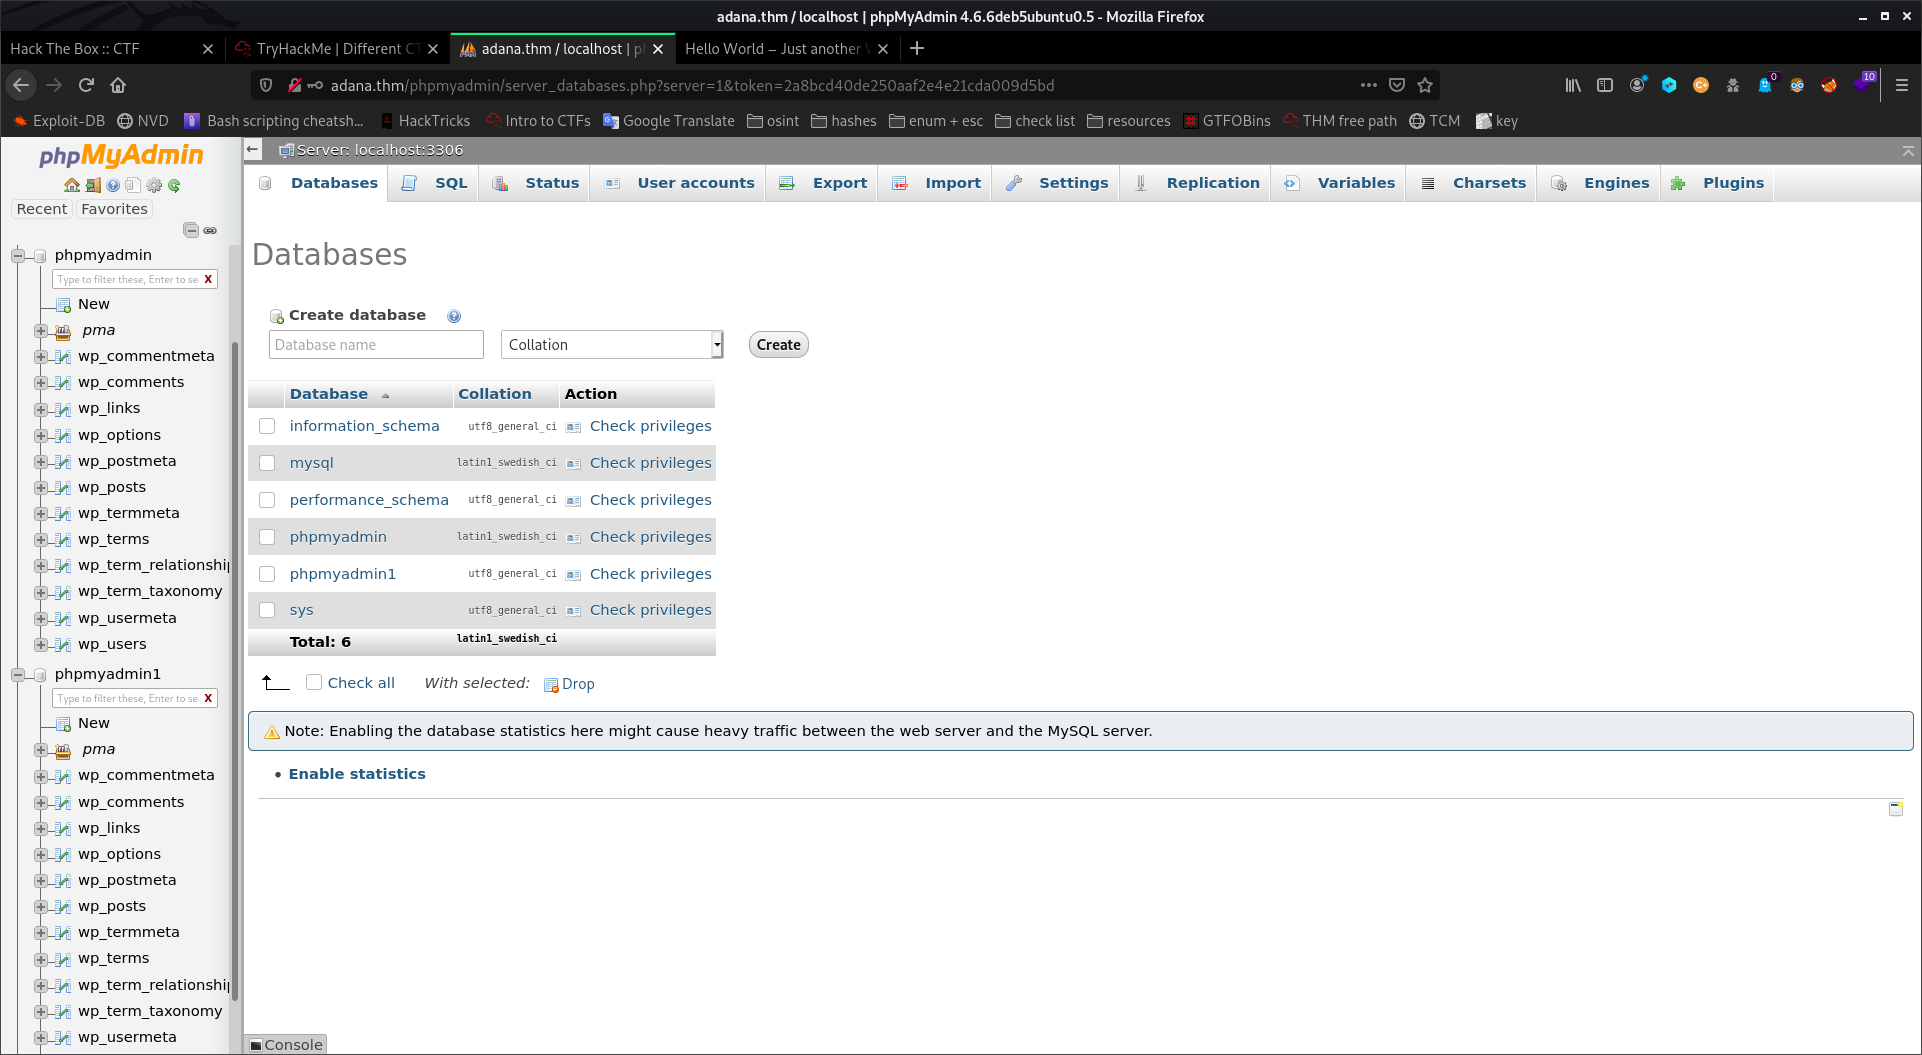 adana.thm / localhost | phpMyAdmin 4.6.6deb5ubuntu0.5 - Mozilla Firefox
Hack The Box :: CTF
TryHackMe | Different C
adana.thm / localhost | p
Hello World – Just another
adana.thm/phpmyadmin/server_databases.php?server=1&token=2a8bcd40de250aaf2e4e21cda009d5bd
0
10
Exploit-DB
NVD
Bash scripting cheatsh…
HackTricks
Intro to CTFs
Google Translate
osint
hashes
enum + esc
check list
resources
GTFOBins
THM free path
TCM
key
phpMyAdmin
Recent
Favorites
phpmyadmin
Type to filter these, Enter to se
X
New
pma
wp_commentmeta
wp_comments
wp_links
wp_options
wp_postmeta
wp_posts
wp_termmeta
wp_terms
wp_term_relationship
wp_term_taxonomy
wp_usermeta
wp_users
phpmyadmin1
Type to filter these, Enter to se
X
New
pma
wp_commentmeta
wp_comments
wp_links
wp_options
wp_postmeta
wp_posts
wp_termmeta
wp_terms
wp_term_relationship
wp_term_taxonomy
wp_usermeta
Server: localhost:3306
Databases
SQL
Status
User accounts
Export
Import
Settings
Replication
Variables
Charsets
Engines
Plugins
Databases
Create database
Database name
Collation
Create
Database Collation Action
information_schema utf8_general_ci Check privileges
mysql latin1_swedish_ci Check privileges
performance_schema utf8_general_ci Check privileges
phpmyadmin latin1_swedish_ci Check privileges
phpmyadmin1 utf8_general_ci Check privileges
sys utf8_general_ci Check privileges
Total: 6 latin1_swedish_ci
Check all With selected: Drop
Note: Enabling the database statistics here might cause heavy traffic between the web server and the MySQL server.
• Enable statistics
Console